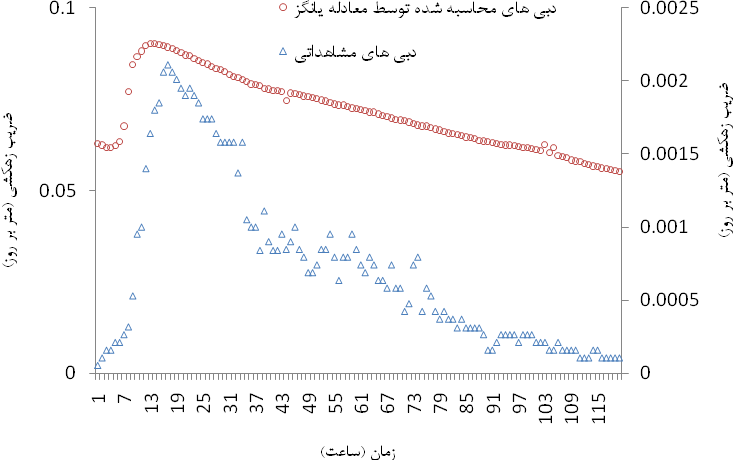 دبی های محاسبه شده توسط معادله یانگز
دبی های مشاهداتی
0.1
0.05
0
ضریب زهکشی (متر بر روز)
0.0025
0.002
0.0015
0.001
0.0005
0
ضریب زهکشی (متر بر روز)
1 7 13 19 25 31 37 43 49 55 61 67 73 79 85 91 97 103 109 115
زمان (ساعت)